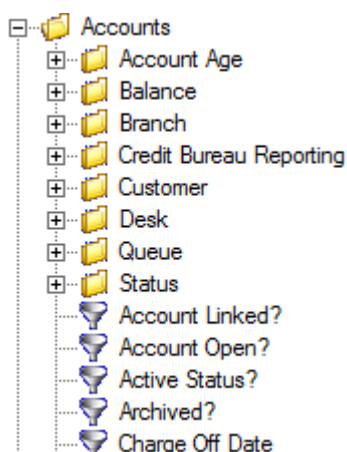 Accounts
Account Age
Balance
Branch
Credit Bureau Reporting
Customer
Desk
Queue
Status
Account Linked?
Account Open?
Active Status?
Archived?
Charge Off Date